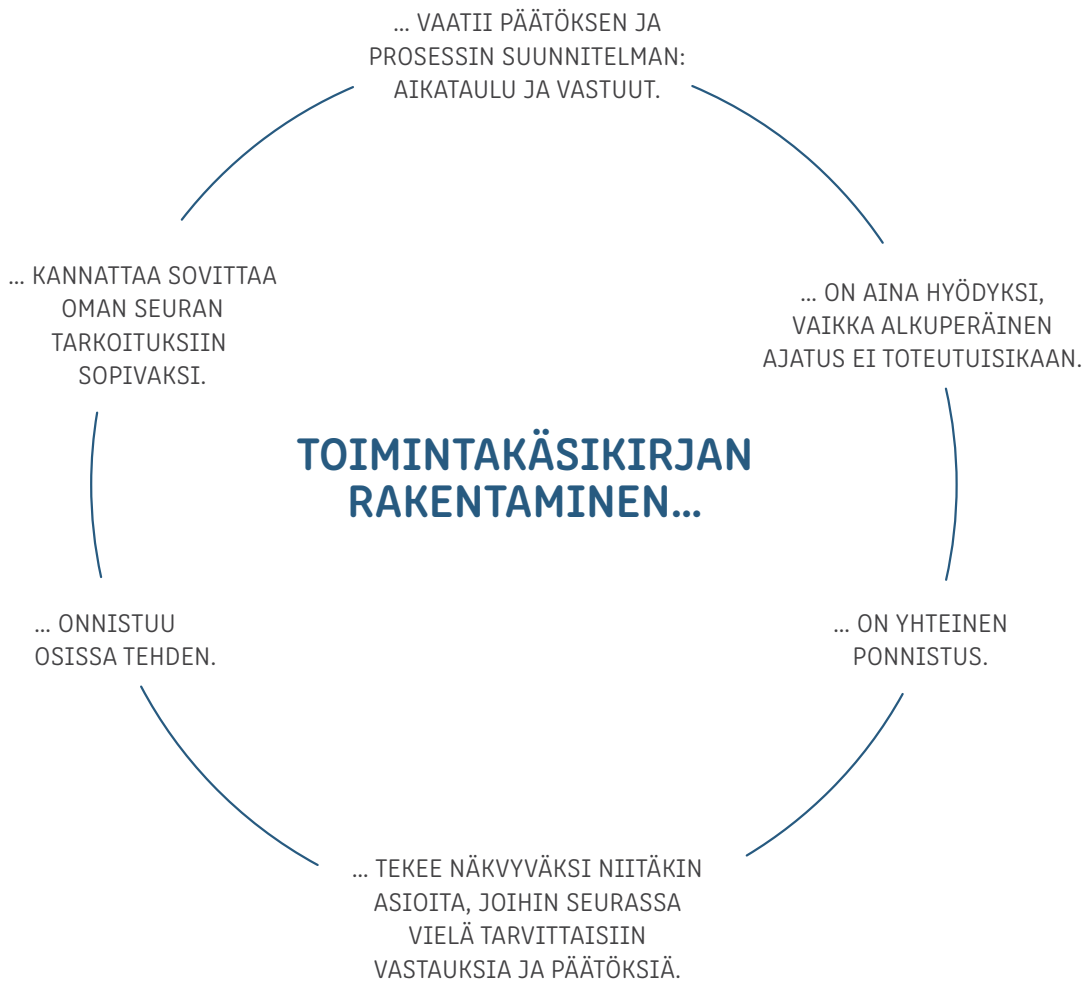 ... VAATII PÄÄTÖKSEN JA
PROSESSIN SUUNNITELMAN:
AIKATAULU JA VASTUUT.
... ON AINA HYÖDYKSI,
VAIKKA ALKUPERÄINEN
AJATUS EI TOTEUTUISIKAAN.
... ON YHTEINEN
PONNISTUS.
... TEKEE NÄKVYVÄKSI NIITÄKIN
ASIOITA, JOIHIN SEURASSA
VIELÄ TARVITTAISIIN
VASTAUKSIA JA PÄÄTÖKSIÄ.
... ONNISTUU
OSISSA TEHDEN.
... KANNATTAA SOVITTAA
OMAN SEURAN
TARKOITUKSIIN
SOPIVAKSI.
TOIMINTAKÄSIKIRJAN
RAKENTAMINEN...